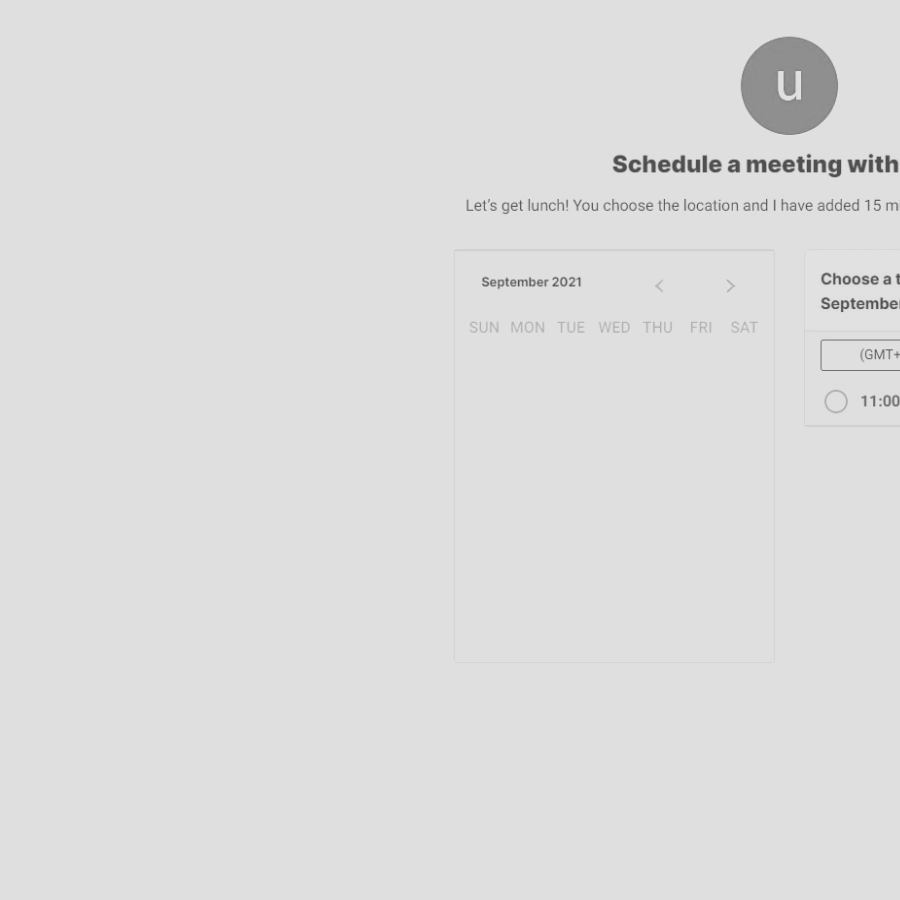 u
Schedule a meeting with
Let's get lunch! You choose the location and I have added 15 m
September 2021
SUN MON TUE WED THU FRI SAT
Choose a t
September
(GMT+
11:00